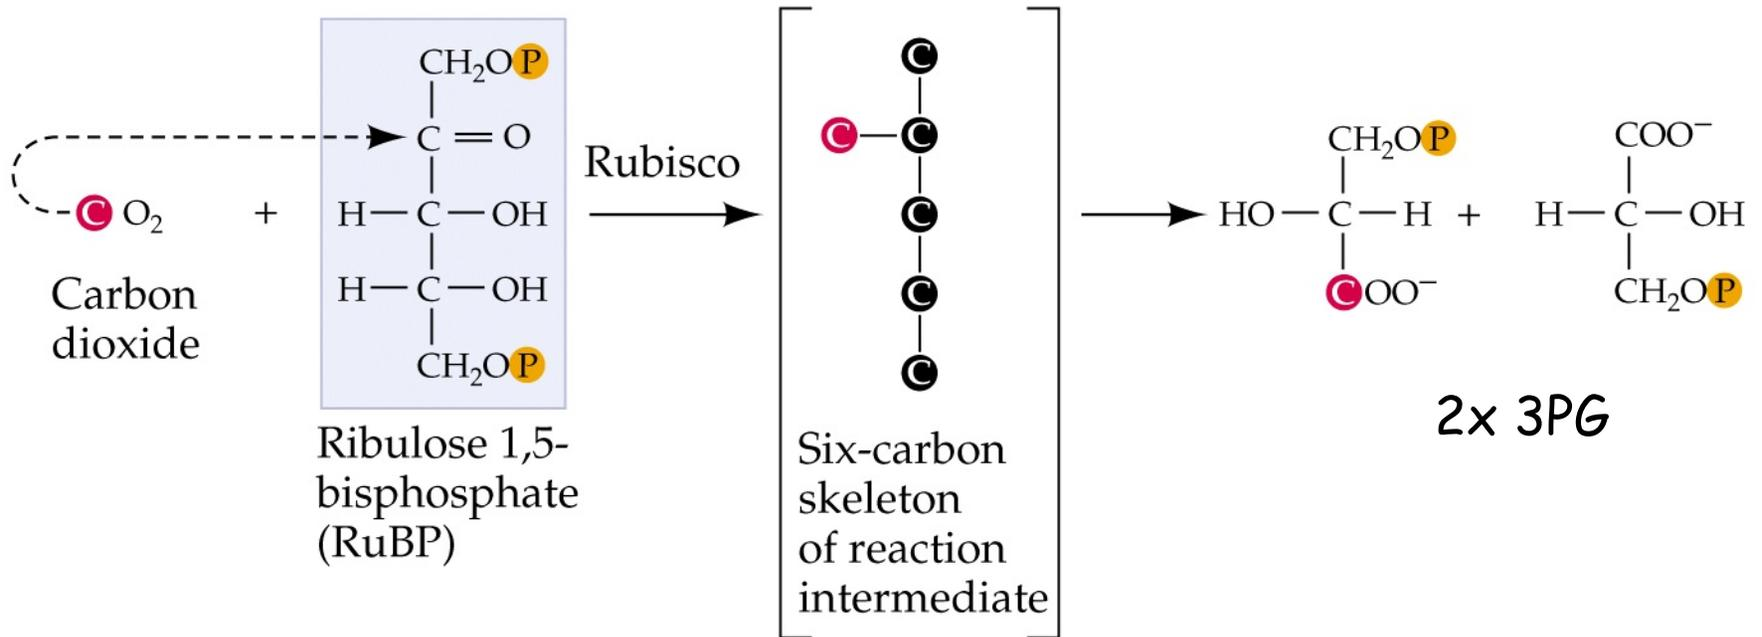 CH₂OP
C=O
H—C—OH
H—C—OH
CH₂OP
CO₂
+
Carbon
dioxide
Ribulose 1,5-
bisphosphate
(RuBP)
Rubisco
C
C—C
C
C
C
Six-carbon
skeleton
of reaction
intermediate
CH₂OP
HO—C—H
COO⁻
+
COO⁻
H—C—OH
CH₂OP
2x 3PG